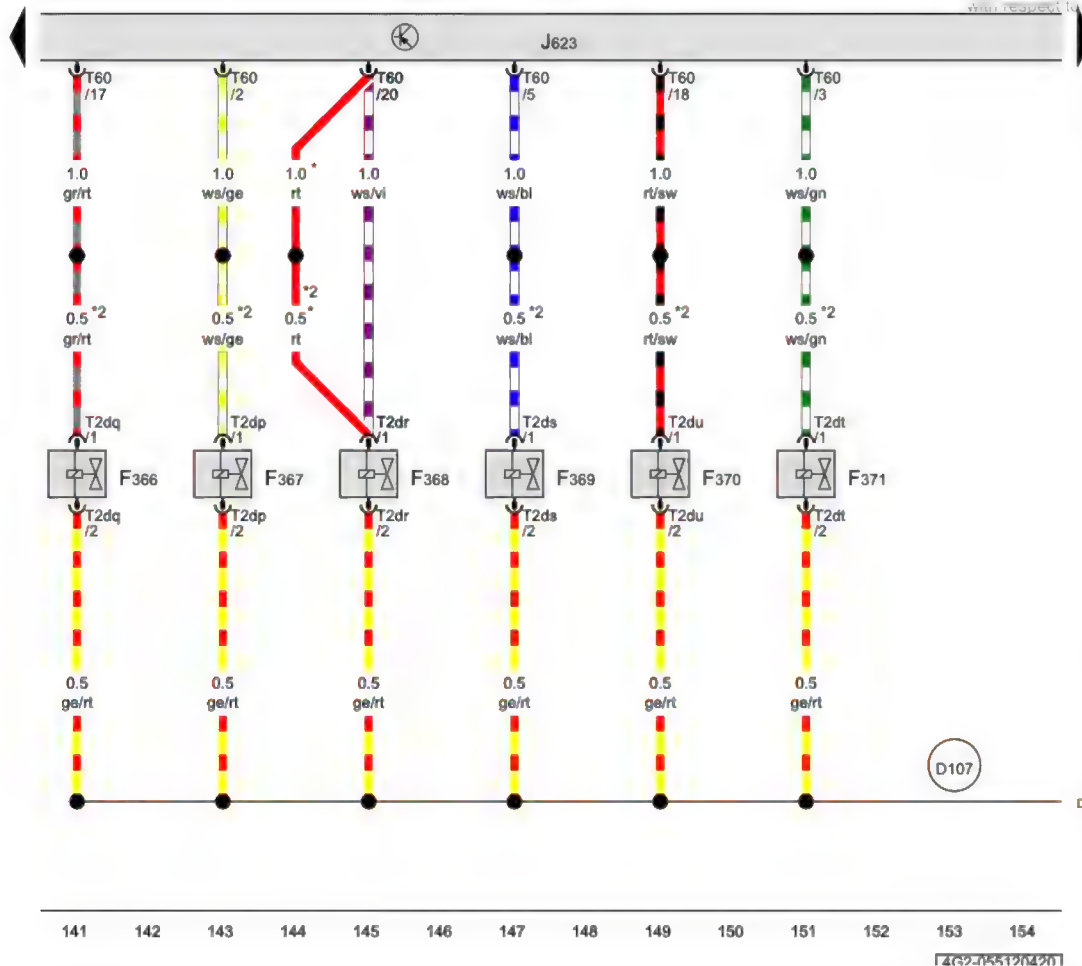 with respect to
J623
T60 T60 T60 T60 T60 T60
/17 /2 /20 /5 /18 /3
1.0 1.0 1.0 * 1.0 1.0 1.0 1.0
gr/rt ws/ge rt ws/vi ws/bl rt/sw ws/gn
*2
0.5 *2 0.5 *2 0.5 * 0.5 *2 0.5 *2 0.5 *2
gr/rt ws/ge rt ws/bl rt/sw ws/gn
T2dq T2dp T2dr T2ds T2du T2dt
/1 /1 /1 /1 /1 /1
F366 F367 F368 F369 F370 F371
T2dq T2dp T2dr T2ds T2du T2dt
/2 /2 /2 /2 /2 /2
0.5 0.5 0.5 0.5 0.5 0.5
ge/rt ge/rt ge/rt ge/rt ge/rt ge/rt
D107
141 142 143 144 145 146 147 148 149 150 151 152 153 154
4G2-055120420